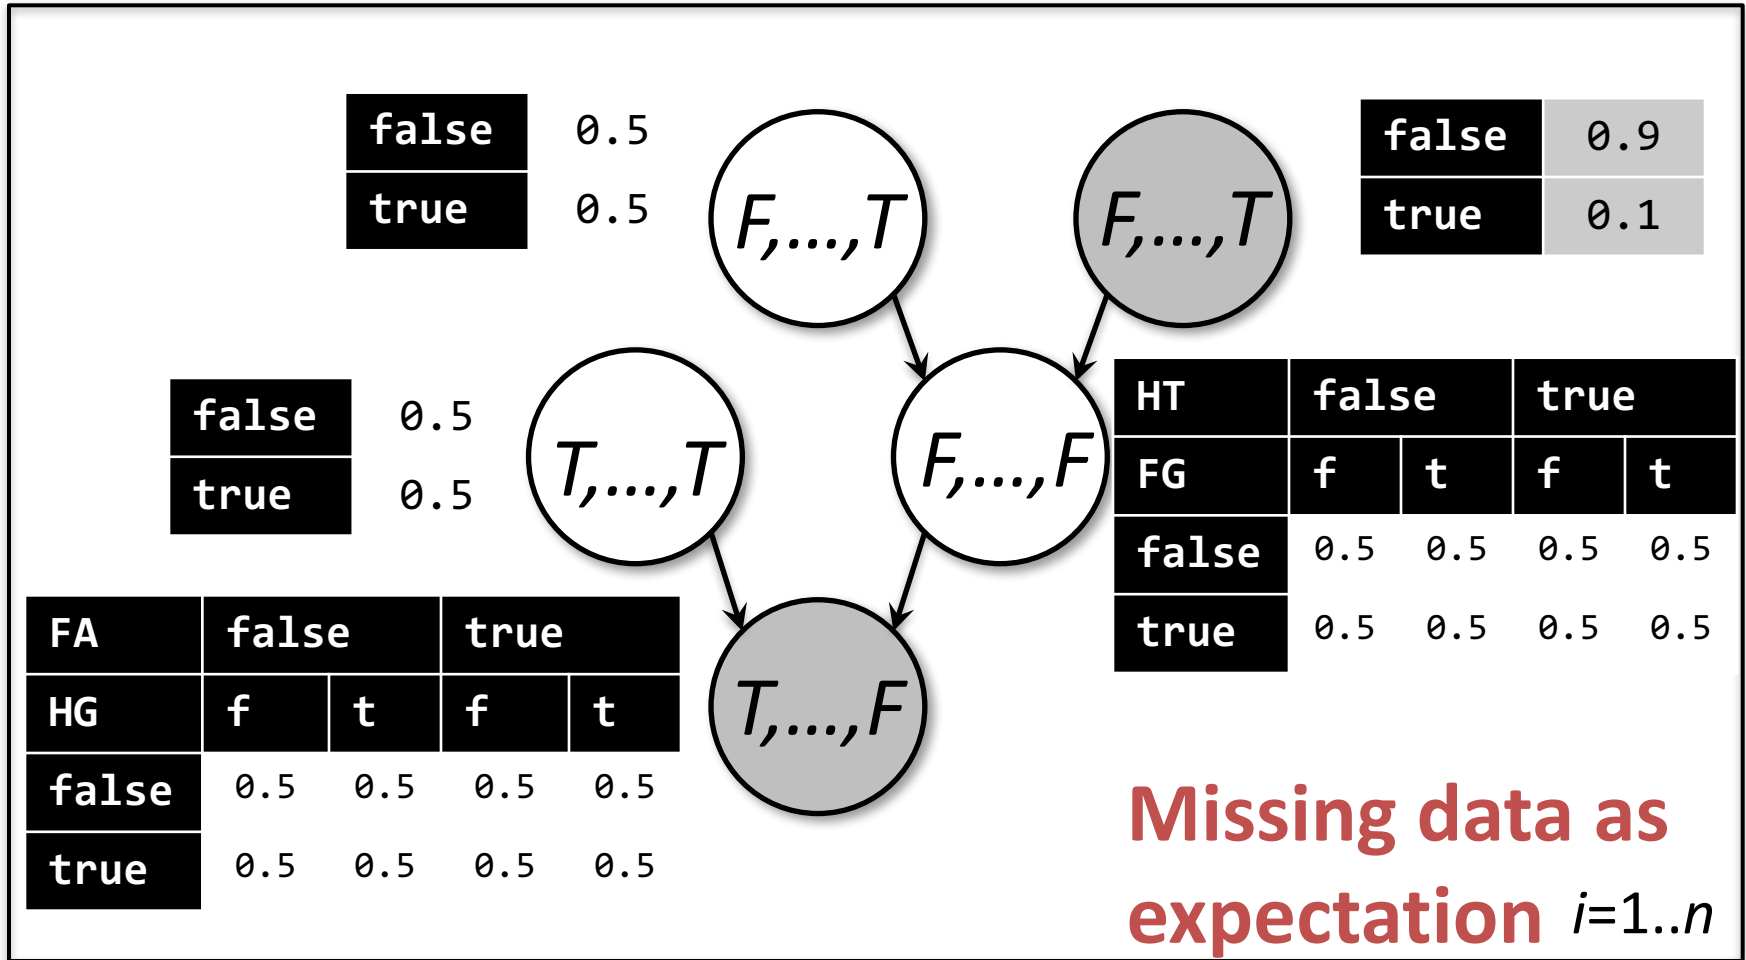 false 0.5
true 0.5
F,...,T
F,...,T
false 0.9
true 0.1
false 0.5
true 0.5
T,...,T
F,...,F
HT false true
FG f t f t
false 0.5 0.5 0.5 0.5
true 0.5 0.5 0.5 0.5
FA false true
HG f t f t
false 0.5 0.5 0.5 0.5
true 0.5 0.5 0.5 0.5
T,...,F
Missing data as
expectation i=1..n